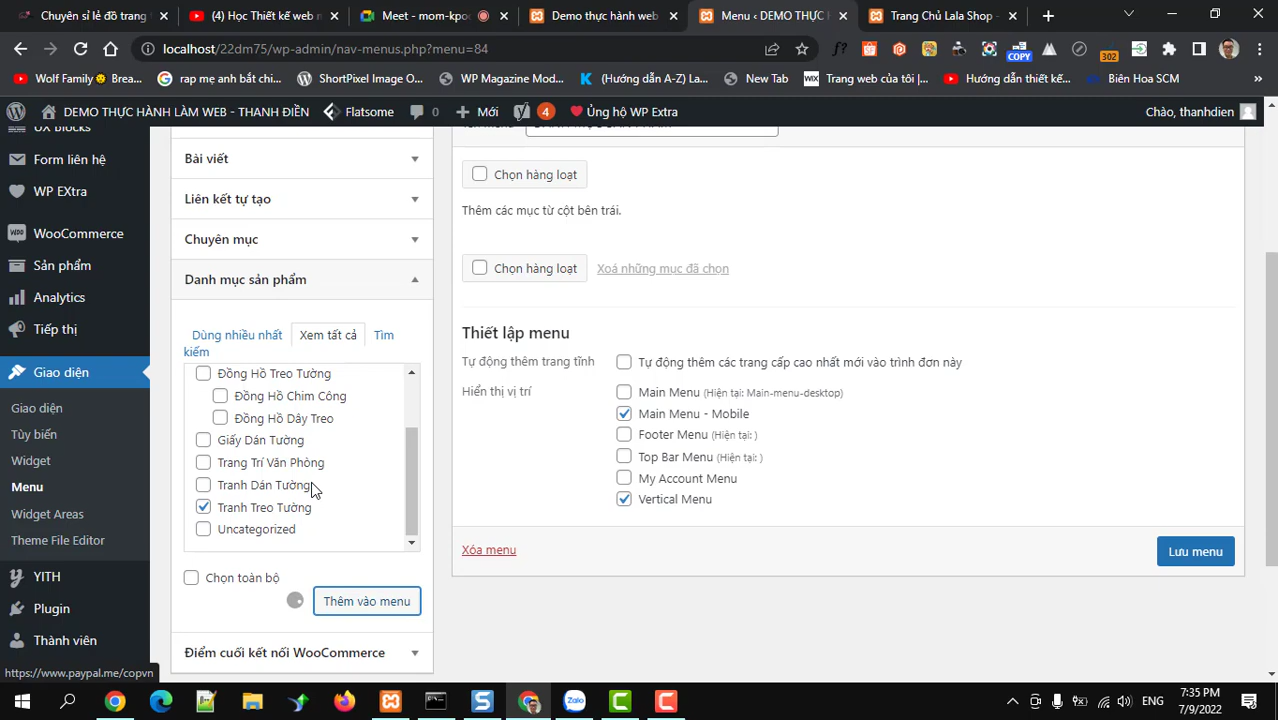 Chuyên sỉ lẻ đồ trang t
(4) Học Thiết kế web n
Meet - mom-kpoc
Demo thực hành web
Menu ‹ DEMO THỰC H
Trang Chủ Lala Shop -
localhost/22dm75/wp-admin/nav-menus.php?menu=84
COPY
302
Wolf Family Brea...
rap mẹ anh bắt chi...
ShortPixel Image O...
WP Magazine Mod...
(Hướng dẫn A-Z) La...
New Tab
WIX
Trang web của tôi |...
Hướng dẫn thiết kế...
Biên Hoa SCM
DEMO THỰC HÀNH LÀM WEB - THANH ĐIỀN
Flatsome
0
Mới
4
Ủng hộ WP Extra
Chào, thanhdien
UX Blocks
Form liên hệ
WP EXtra
WooCommerce
Sản phẩm
Analytics
Tiếp thị
Giao diện
Giao diện
Tùy biến
Widget
Menu
Widget Areas
Theme File Editor
YITH
Plugin
Thành viên
https://www.paypal.me/copvn
Bài viết
Liên kết tự tạo
Chuyên mục
Danh mục sản phẩm
Dùng nhiều nhất
Xem tất cả
Tìm
kiếm
Đồng Hồ Treo Tường
Đồng Hồ Chim Công
Đồng Hồ Dây Treo
Giấy Dán Tường
Trang Trí Văn Phòng
Tranh Dán Tường
Tranh Treo Tường
Uncategorized
Chọn toàn bộ
Thêm vào menu
Điểm cuối kết nối WooCommerce
Chọn hàng loạt
Thêm các mục từ cột bên trái.
Chọn hàng loạt
Xoá những mục đã chọn
Thiết lập menu
Tự động thêm trang tĩnh
Tự động thêm các trang cấp cao nhất mới vào trình đơn này
Hiển thị vị trí
Main Menu (Hiện tại: Main-menu-desktop)
Main Menu - Mobile
Footer Menu (Hiện tại: )
Top Bar Menu (Hiện tại: )
My Account Menu
Vertical Menu
Xóa menu
Lưu menu
ENG
7:35 PM
7/9/2022